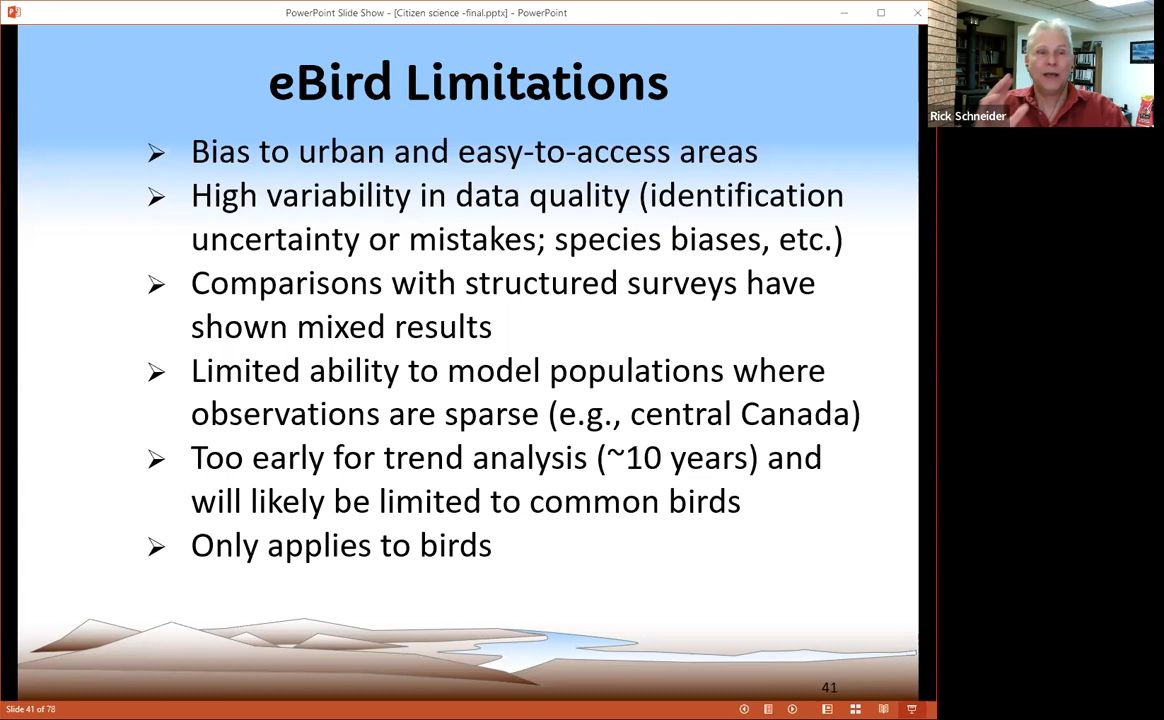 PowerPoint Slide Show - [Citizen science -final.pptx] - PowerPoint
eBird Limitations
Rick Schneider
➢ Bias to urban and easy-to-access areas
➢ High variability in data quality (identification
uncertainty or mistakes; species biases, etc.)
➢ Comparisons with structured surveys have
shown mixed results
➢ Limited ability to model populations where
observations are sparse (e.g., central Canada)
➢ Too early for trend analysis (~10 years) and
will likely be limited to common birds
➢ Only applies to birds
41
Slide 41 of 78